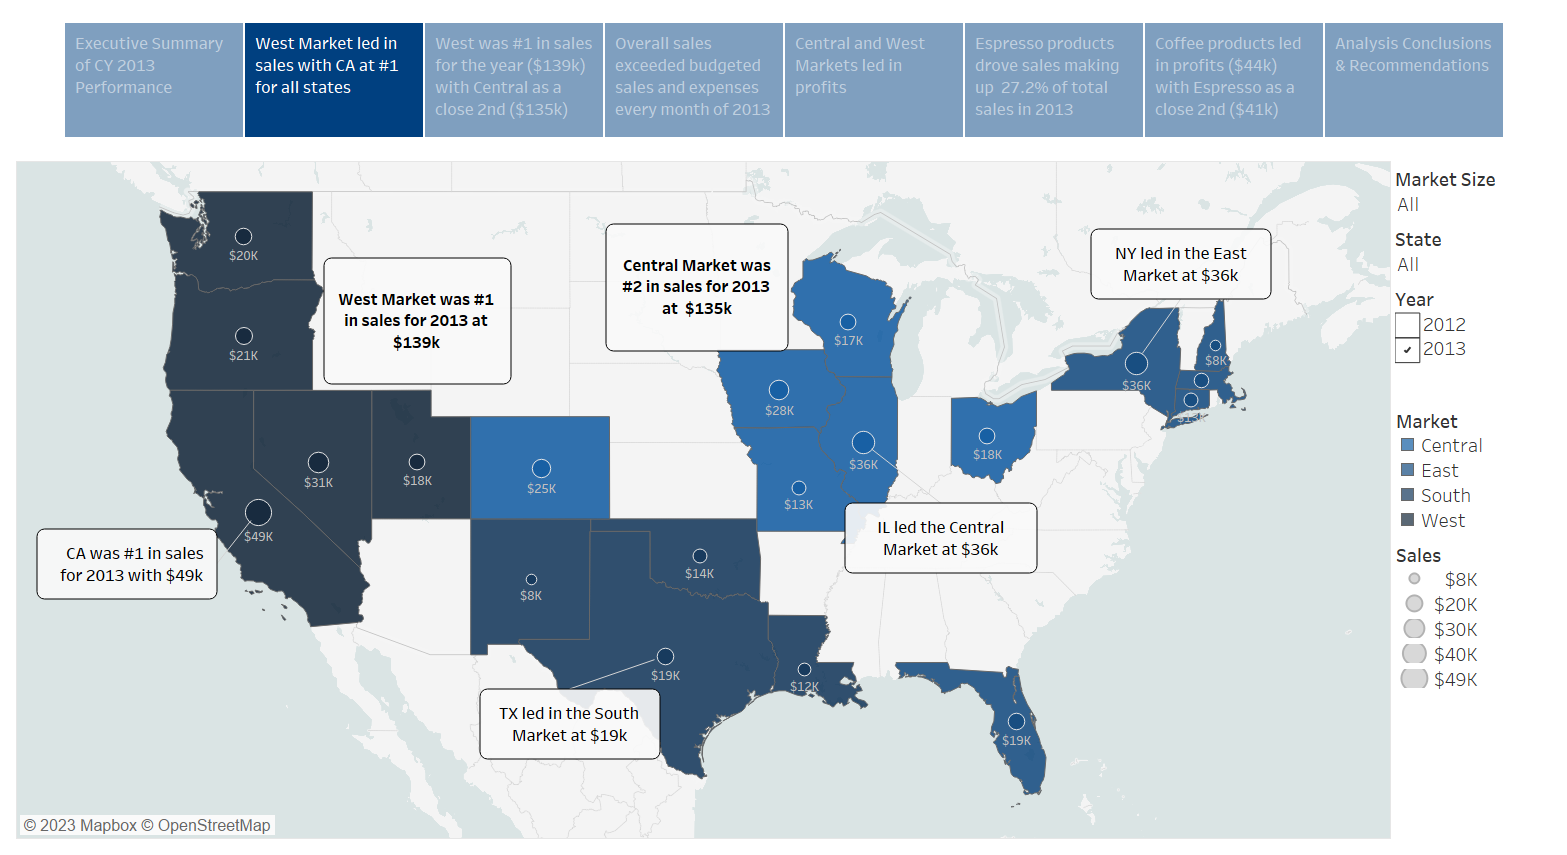 Executive Summary
of CY 2013
Performance
West Market led in
sales with CA at #1
for all states
West was #1 in sales
for the year ($139k)
with Central as a
close 2nd ($135k)
Overall sales
exceeded budgeted
sales and expenses
every month of 2013
Central and West
Markets led in
profits
Espresso products
drove sales making
up 27.2% of total
sales in 2013
Coffee products led
in profits ($44k)
with Espresso as a
close 2nd ($41k)
Analysis Conclusions
& Recommendations
$20K
$21K
West Market was #1
in sales for 2013 at
$139k
Central Market was
#2 in sales for 2013
at $135k
NY led in the East
Market at $36k
$17K
$8K
$36K
$28K
$36K
$18K
$31K
$18K
$25K
$13K
$49K
CA was #1 in sales
for 2013 with $49k
IL led the Central
Market at $36k
$14K
$8K
$19K
$12K
TX led in the South
Market at $19k
$19K
© 2023 Mapbox © OpenStreetMap
Market Size
All
State
All
Year
2012
2013
Market
Central
East
South
West
Sales
$8K
$20K
$30K
$40K
$49K